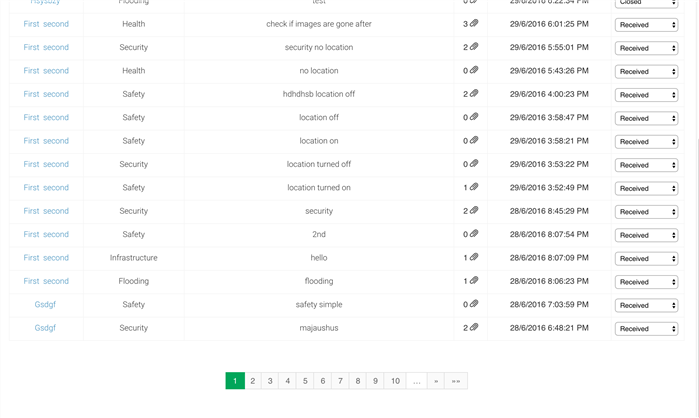 Flooding test 0 29/6/2016 6:22:54 PM Closed
First second Health check if images are gone after 3 29/6/2016 6:01:25 PM Received
First second Security security no location 2 29/6/2016 5:55:01 PM Received
First second Health no location 0 29/6/2016 5:43:26 PM Received
First second Safety hdhdhsb location off 2 29/6/2016 4:00:23 PM Received
First second Safety location off 0 29/6/2016 3:58:47 PM Received
First second Safety location on 0 29/6/2016 3:58:21 PM Received
First second Security location turned off 0 29/6/2016 3:53:22 PM Received
First second Safety location turned on 1 29/6/2016 3:52:49 PM Received
First second Security security 2 28/6/2016 8:45:29 PM Received
First second Safety 2nd 0 28/6/2016 8:07:54 PM Received
First second Infrastructure hello 1 28/6/2016 8:07:09 PM Received
First second Flooding flooding 1 28/6/2016 8:06:23 PM Received
Gsdgf Safety safety simple 0 28/6/2016 7:03:59 PM Received
Gsdgf Security majaushus 2 28/6/2016 6:48:21 PM Received
1 2 3 4 5 6 7 8 9 10 ... » »»